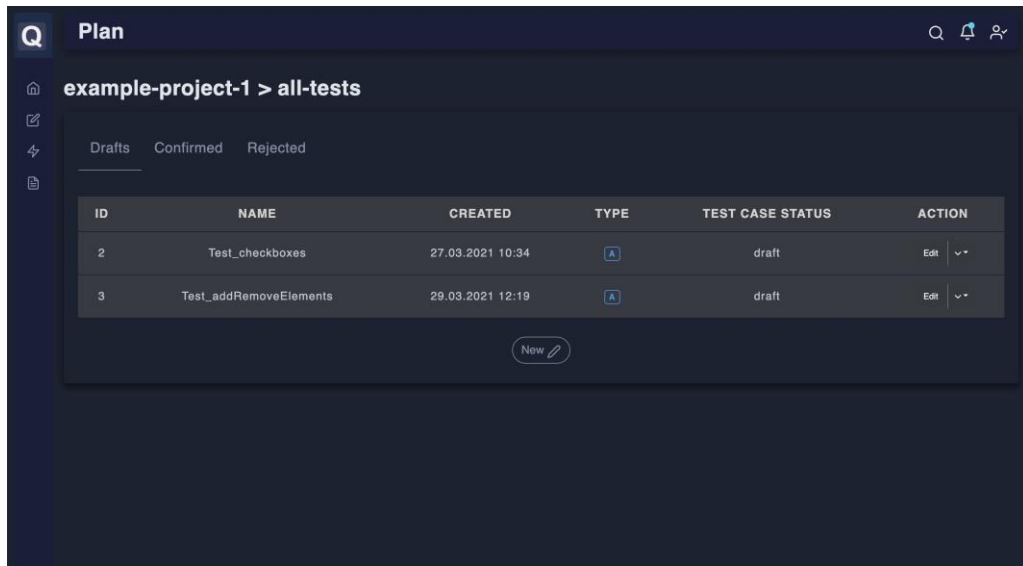 Q Plan
example-project-1 > all-tests
Drafts Confirmed Rejected
ID NAME CREATED TYPE TEST CASE STATUS ACTION
2 Test_checkboxes 27.03.2021 10:34 A draft Edit
3 Test_addRemoveElements 29.03.2021 12:19 A draft Edit
New